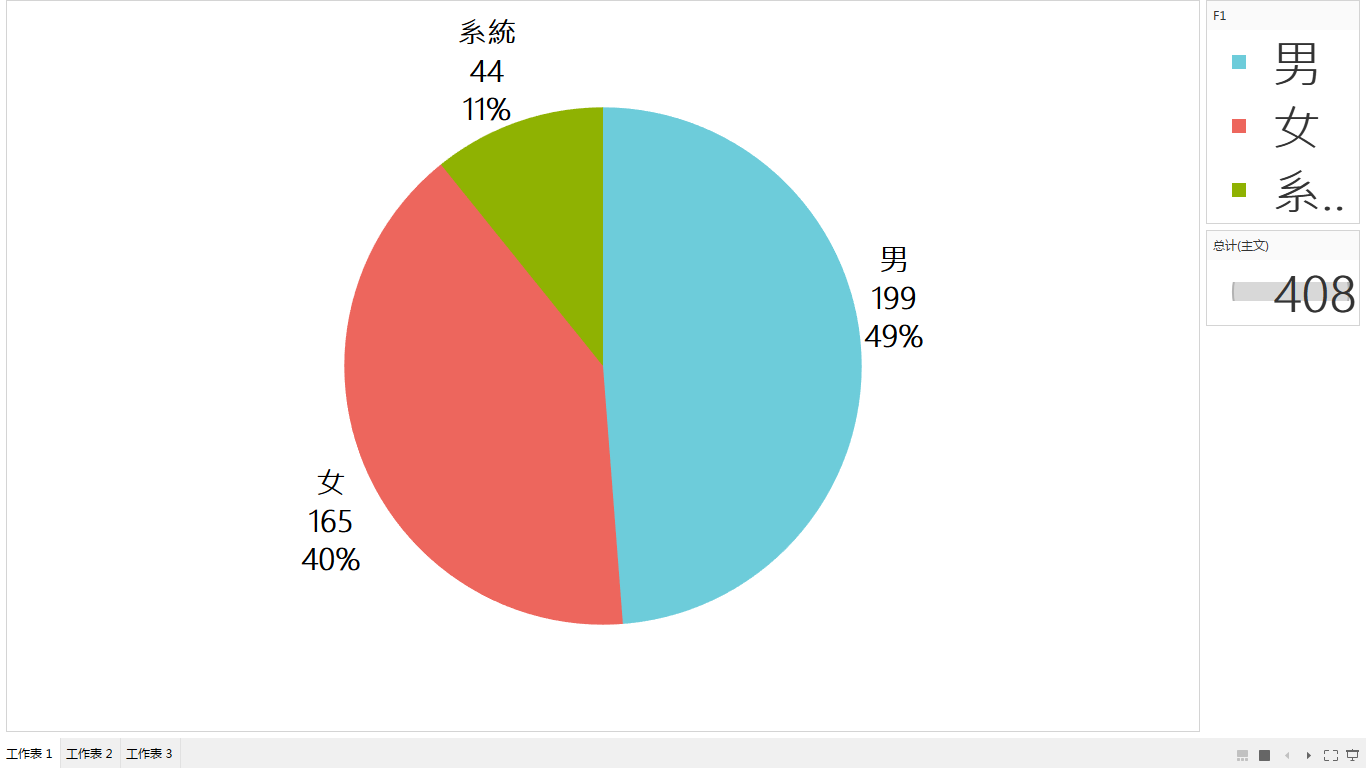 系統
44
11%
男
199
49%
女
165
40%
F1
男
女
系..
总计(主文)
408
工作表 1
工作表 2
工作表 3